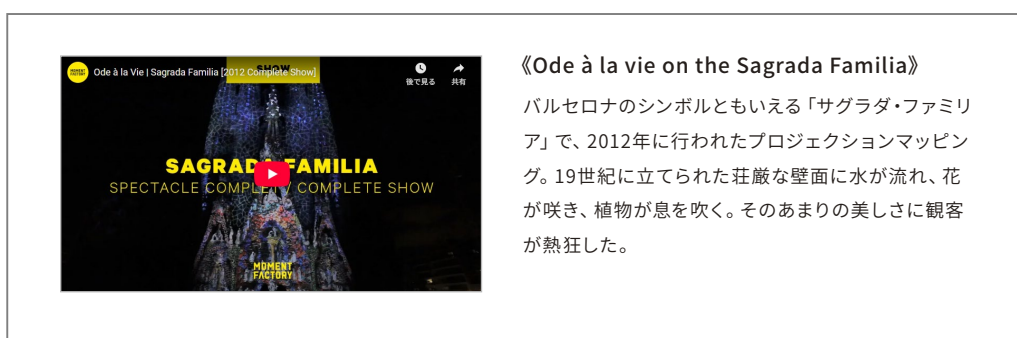 MOMENT
FACTORY
Ode à la Vie | Sagrada Familia [2012 Complete Show]
SHOW
後で見る
共有
SAGRADA FAMILIA
SPECTACLE COMPLET / COMPLETE SHOW
MOMENT
FACTORY
《Ode à la vie on the Sagrada Familia》
バルセロナのシンボルともいえる「サグラダ・ファミリ
ア」で、2012年に行われたプロジェクションマッピン
グ。19世紀に立てられた荘厳な壁面に水が流れ、花
が咲き、植物が息を吹く。そのあまりの美しさに観客
が熱狂した。